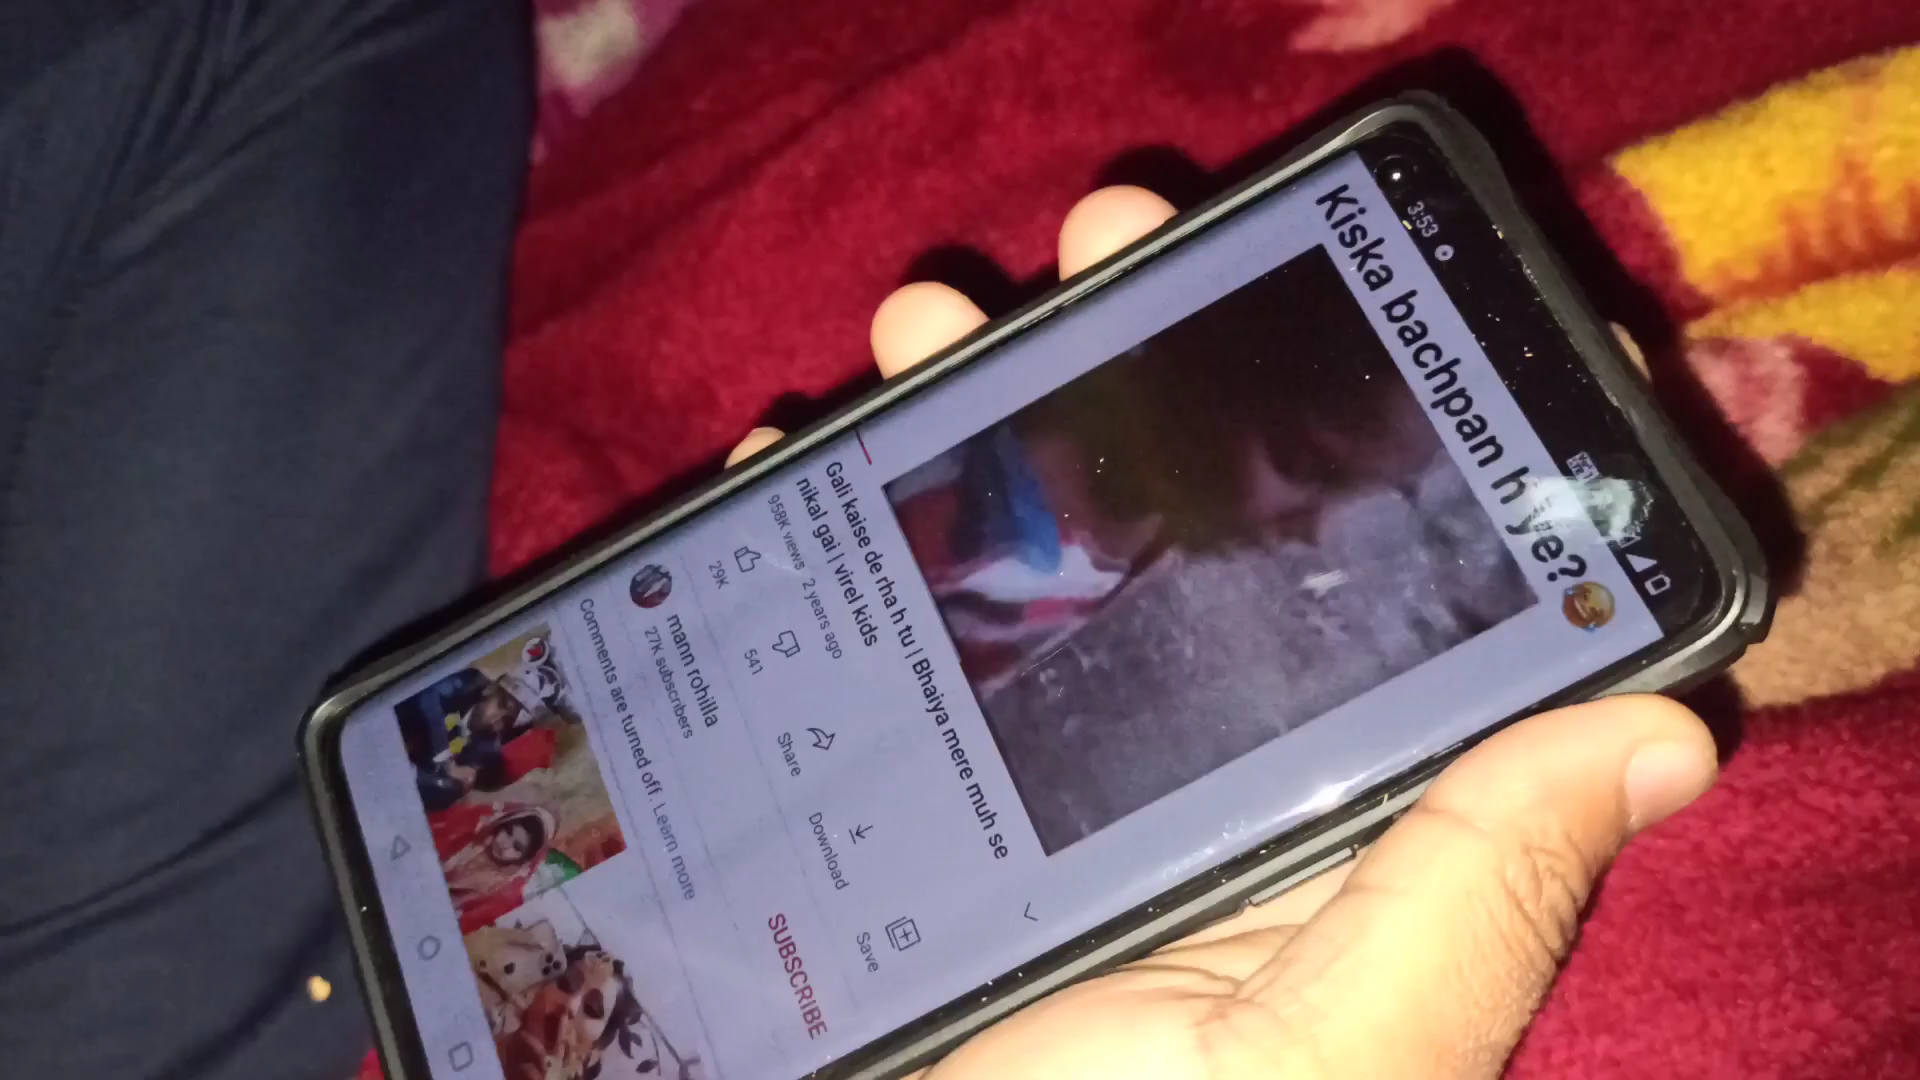 3:53
Kiska bachpan h ye?😂
Gali kaise de rha h tu | Bhaiya mere muh se
nikal gai | virel kids
958K views 2 years ago
29K
541
Share
Download
Save
mann rohilla
27K subscribers
SUBSCRIBE
Comments are turned off. Learn more